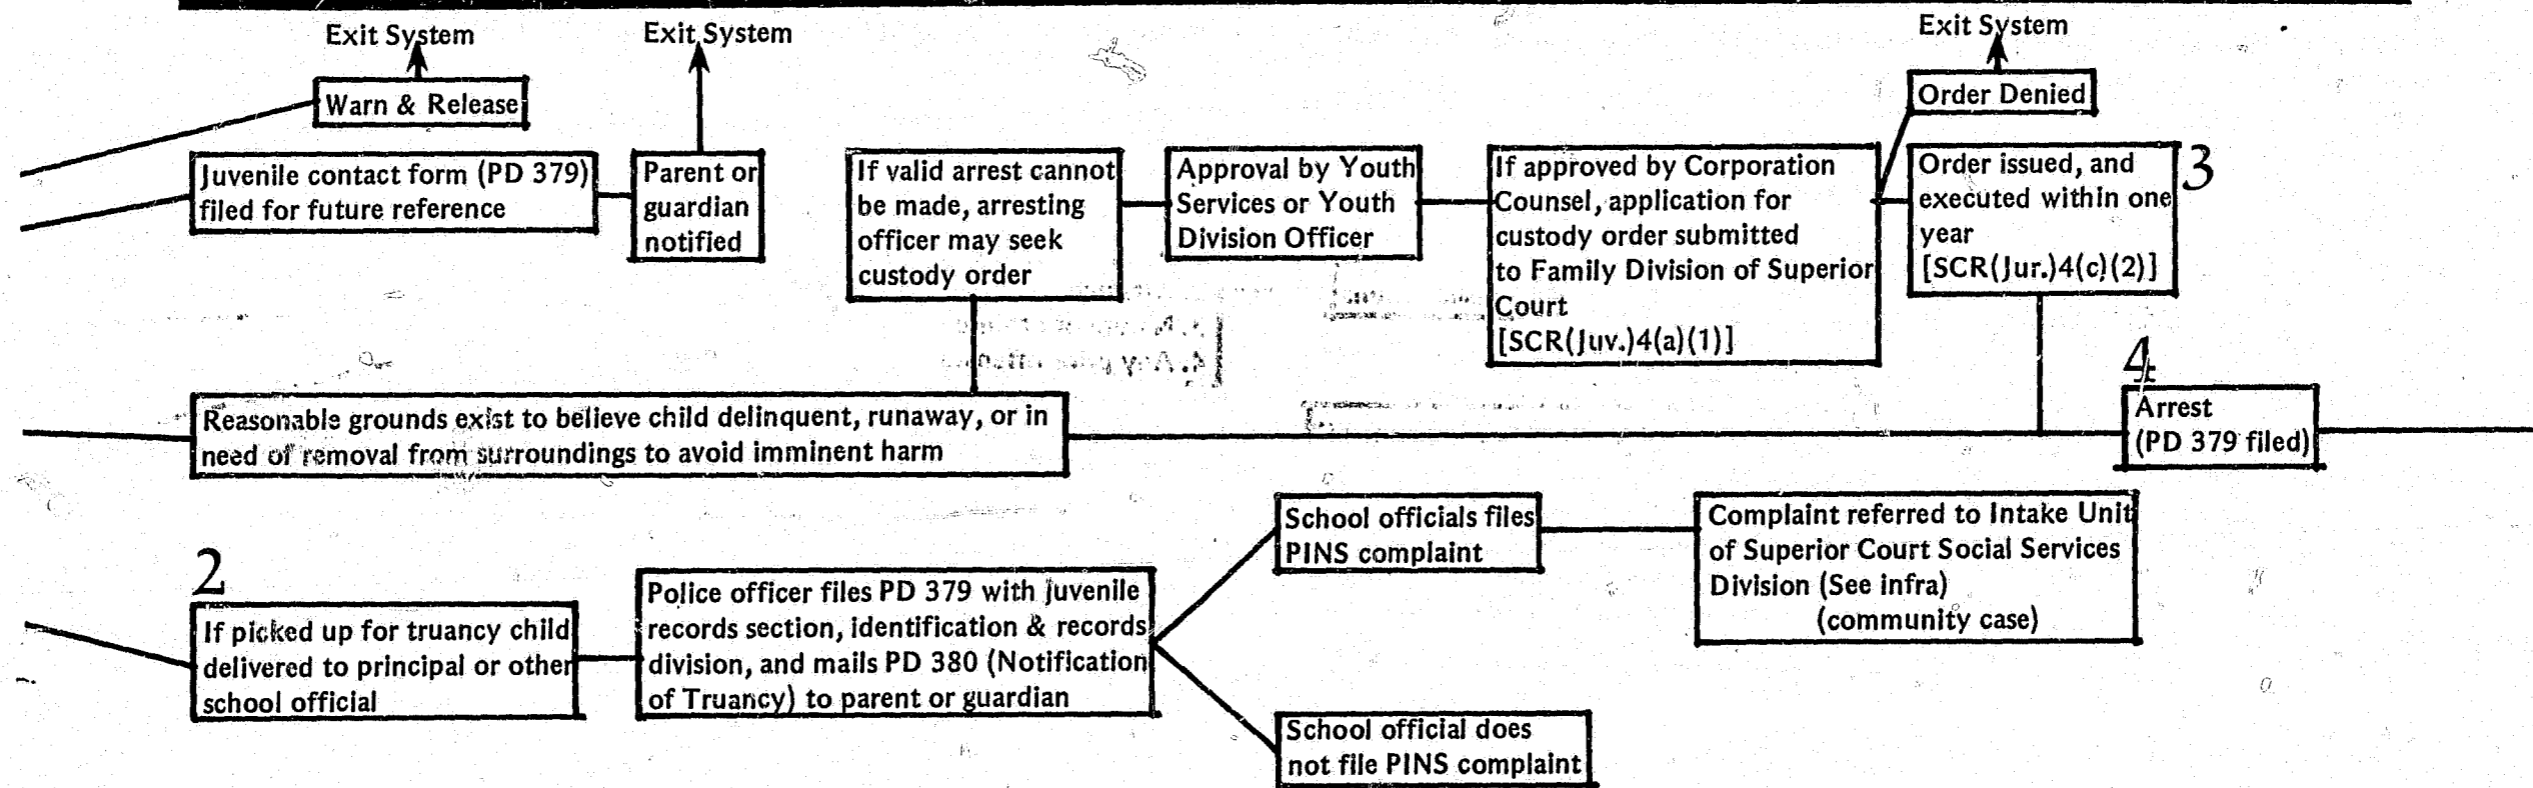 Exit System
Exit System
Exit System
Warn & Release
Order Denied
Juvenile contact form (PD 379)
filed for future reference
Parent or
guardian
notified
If valid arrest cannot
be made, arresting
officer may seek
custody order
Approval by Youth
Services or Youth
Division Officer
If approved by Corporation
Counsel, application for
custody order submitted
to Family Division of Superior
Court
[SCR(Juv.)4(a)(1)]
Order issued, and
executed within one
year
[SCR(Jur.)4(c)(2)]
3
Reasonable grounds exist to believe child delinquent, runaway, or in
need of removal from surroundings to avoid imminent harm
4
Arrest
(PD 379 filed)
2
If picked up for truancy child
delivered to principal or other
school official
Police officer files PD 379 with juvenile
records section, identification & records
division, and mails PD 380 (Notification
of Truancy) to parent or guardian
School officials files
PINS complaint
Complaint referred to Intake Unit
of Superior Court Social Services
Division (See infra)
(community case)
School official does
not file PINS complaint